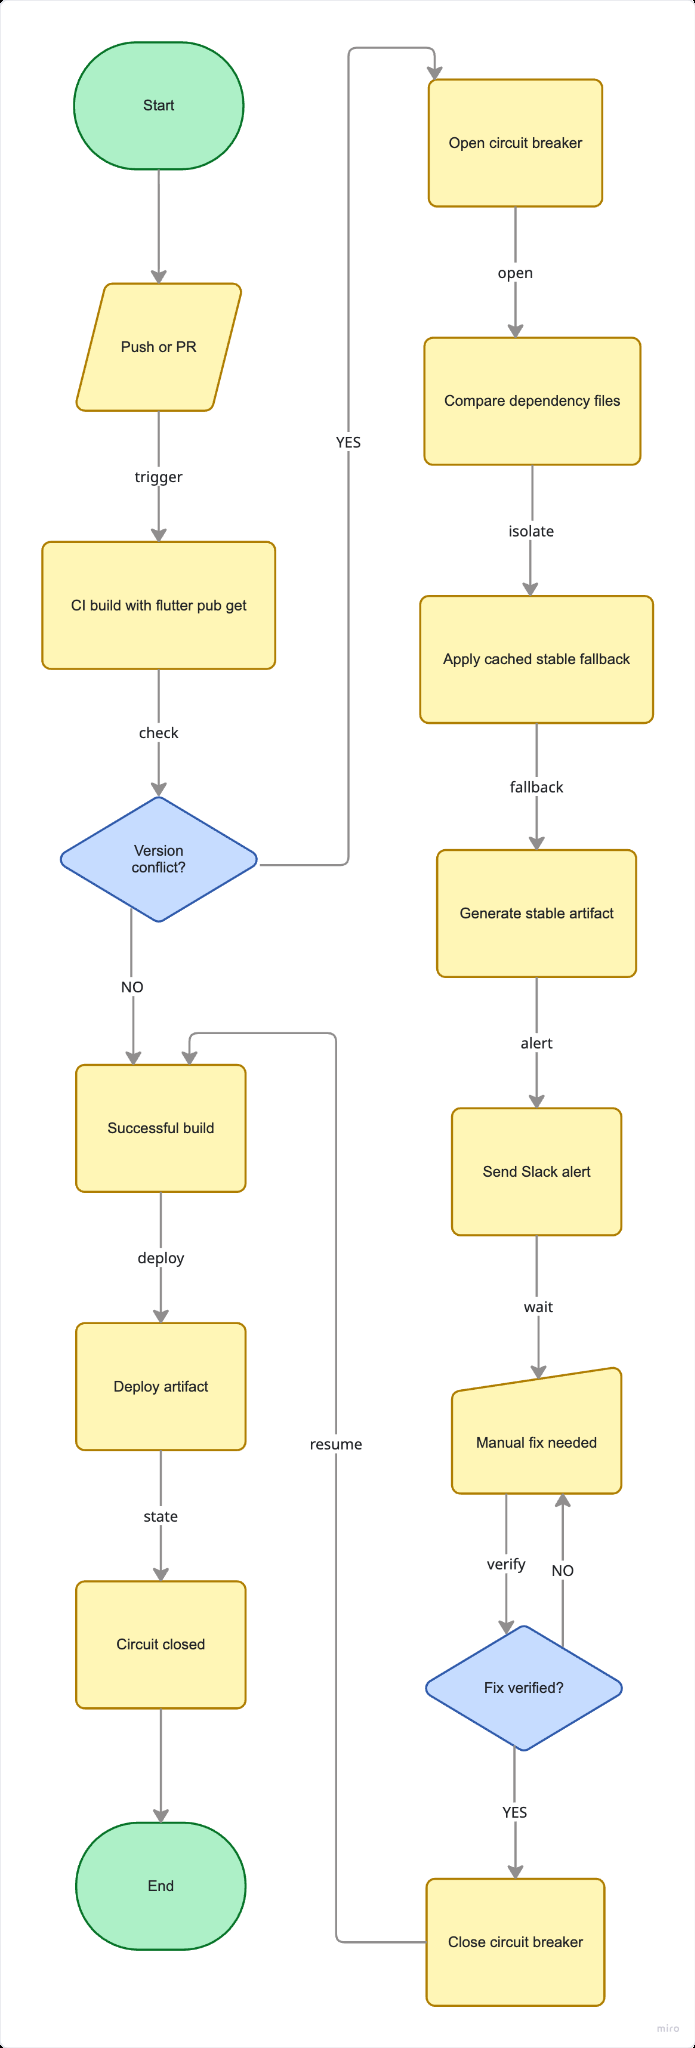 Start
Push or PR
trigger
CI build with flutter pub get
check
Version
conflict?
NO
Successful build
deploy
Deploy artifact
state
Circuit closed
End
YES
Open circuit breaker
open
Compare dependency files
isolate
Apply cached stable fallback
fallback
Generate stable artifact
alert
Send Slack alert
wait
Manual fix needed
verify
NO
Fix verified?
YES
Close circuit breaker
resume
miro